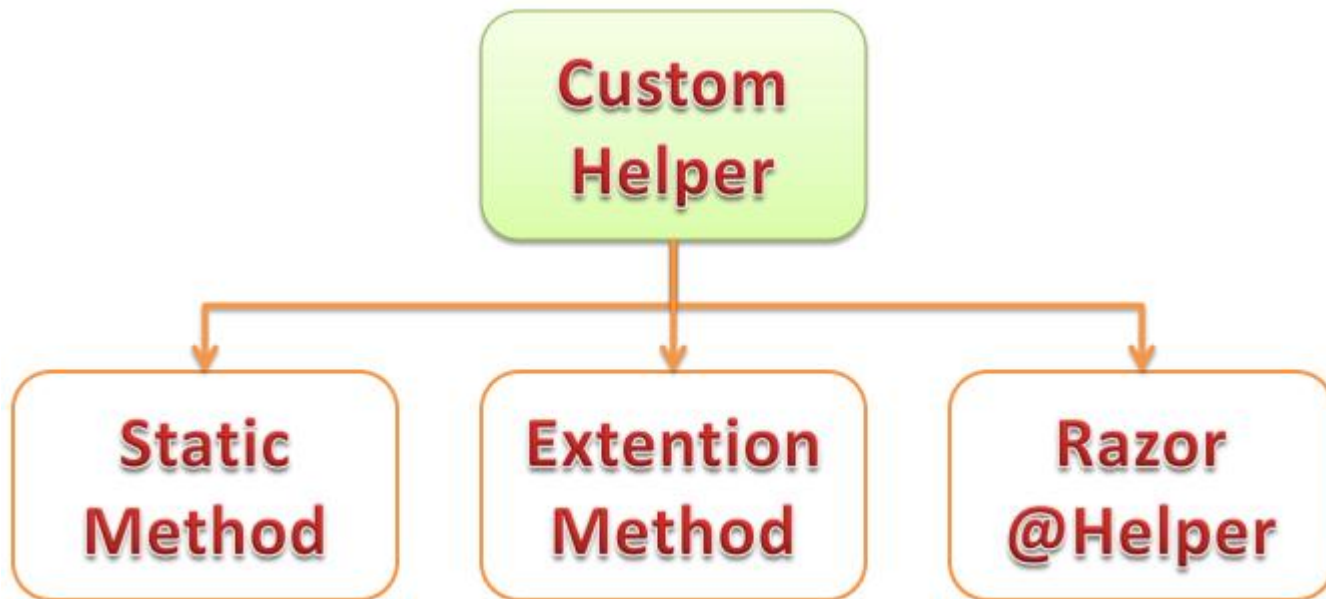 Custom
Helper
Static
Method
Extention
Method
Razor
@Helper